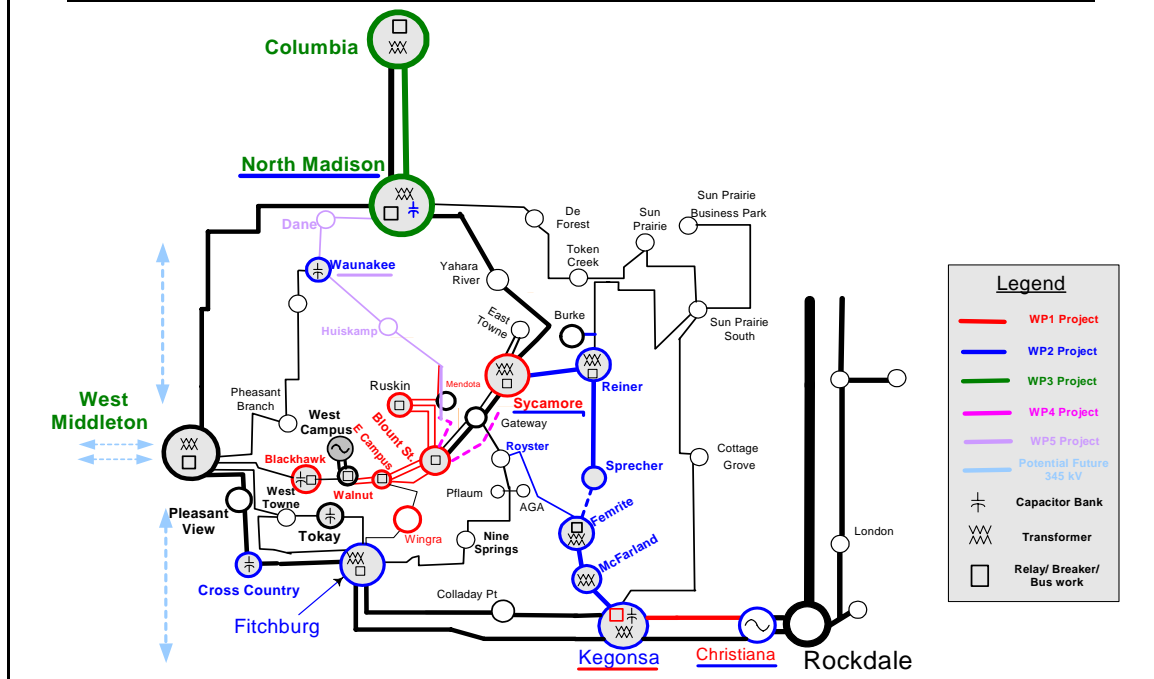 Columbia
North Madison
Dane
Waunakee
Huiskamp
Yahara
River
East
Towne
De
Forest
Token
Creek
Sun
Prairie
Sun Prairie
Business Park
Sun Prairie
South
Burke
Reiner
West
Middleton
Pheasant
Branch
Ruskin
Mendota
Sycamore
West
Campus
E Campus
Blount St.
Gateway
Royster
Blackhawk
Walnut
West
Towne
Tokay
Pleasant
View
Wingra
Pflaum
AGA
Nine
Springs
Sprecher
Femrite
McFarland
Cottage
Grove
Cross Country
Fitchburg
Colladay Pt
Kegonsa
Christiana
Rockdale
London
Legend
WP1 Project
WP2 Project
WP3 Project
WP4 Project
WP5 Project
Potential Future
345 kV
Capacitor Bank
Transformer
Relay/ Breaker/
Bus work